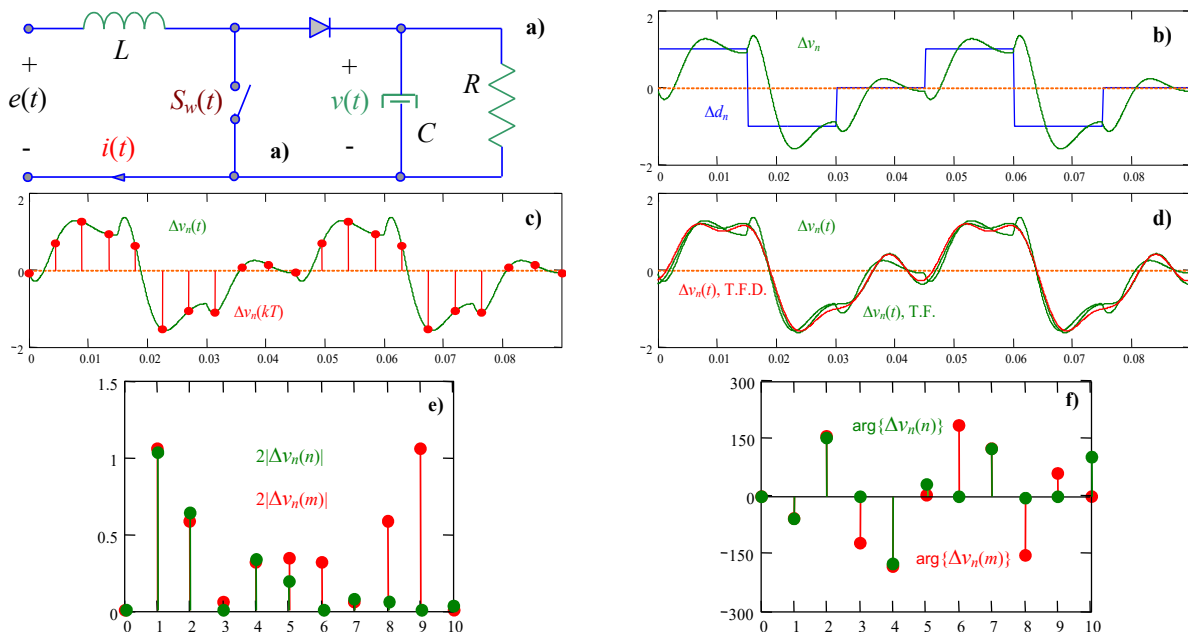 a)
L
+
e(t)
-
S_w(t)
i(t)
a)
+
v(t)
-
C
R
b)
2
0
−2
Δv_n
Δd_n
0 0.01 0.02 0.03 0.04 0.05 0.06 0.07 0.08
c)
2
0
−2
Δv_n(t)
Δv_n(kT)
0 0.01 0.02 0.03 0.04 0.05 0.06 0.07 0.08
d)
2
0
−2
Δv_n(t)
Δv_n(t), T.F.D.
Δv_n(t), T.F.
0 0.01 0.02 0.03 0.04 0.05 0.06 0.07 0.08
e)
1.5
1
0.5
0
2|Δv_n(n)|
2|Δv_n(m)|
0 1 2 3 4 5 6 7 8 9 10
f)
300
150
0
−150
−300
arg{Δv_n(n)}
arg{Δv_n(m)}
0 1 2 3 4 5 6 7 8 9 10